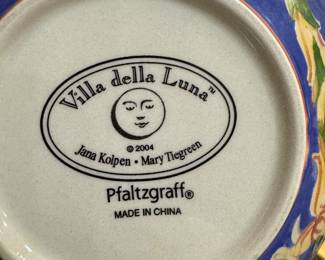 Villa della Luna™
© 2004
Jana Kolpen • Mary Tiegreen
Pfaltzgraff®
MADE IN CHINA